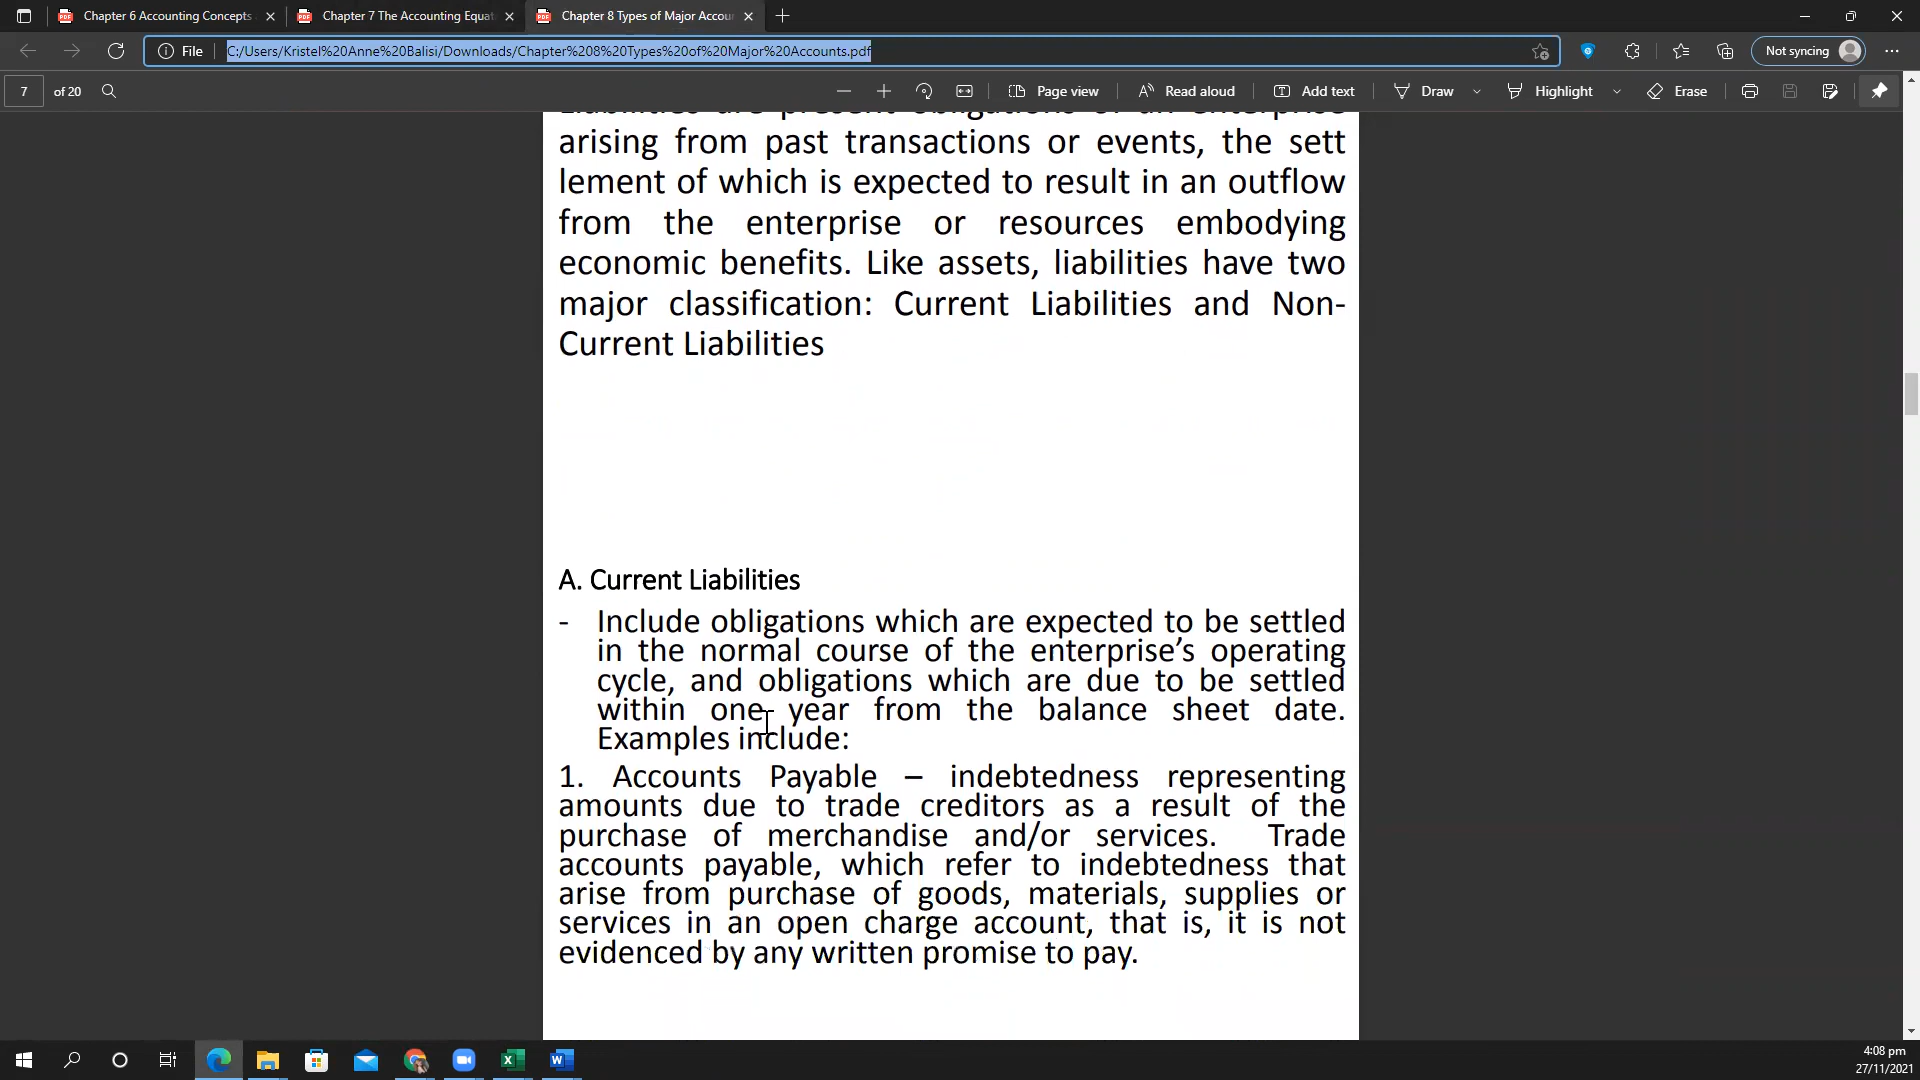 Chapter 6 Accounting Concepts
Chapter 7 The Accounting Equat
Chapter 8 Types of Major Accou
File
C:/Users/Kristel%20Anne%20Balisi/Downloads/Chapter%208%20Types%20of%20Major%20Accounts.pdf
Not syncing
7 of 20
Page view
Read aloud
Add text
Draw
Highlight
Erase
Liabilities are present obligations of an enterprise
arising from past transactions or events, the sett
lement of which is expected to result in an outflow
from the enterprise or resources embodying
economic benefits. Like assets, liabilities have two
major classification: Current Liabilities and Non-
Current Liabilities
A. Current Liabilities
- Include obligations which are expected to be settled
in the normal course of the enterprise’s operating
cycle, and obligations which are due to be settled
within one year from the balance sheet date.
Examples include:
1. Accounts Payable – indebtedness representing
amounts due to trade creditors as a result of the
purchase of merchandise and/or services. Trade
accounts payable, which refer to indebtedness that
arise from purchase of goods, materials, supplies or
services in an open charge account, that is, it is not
evidenced by any written promise to pay.
4:08 pm
27/11/2021